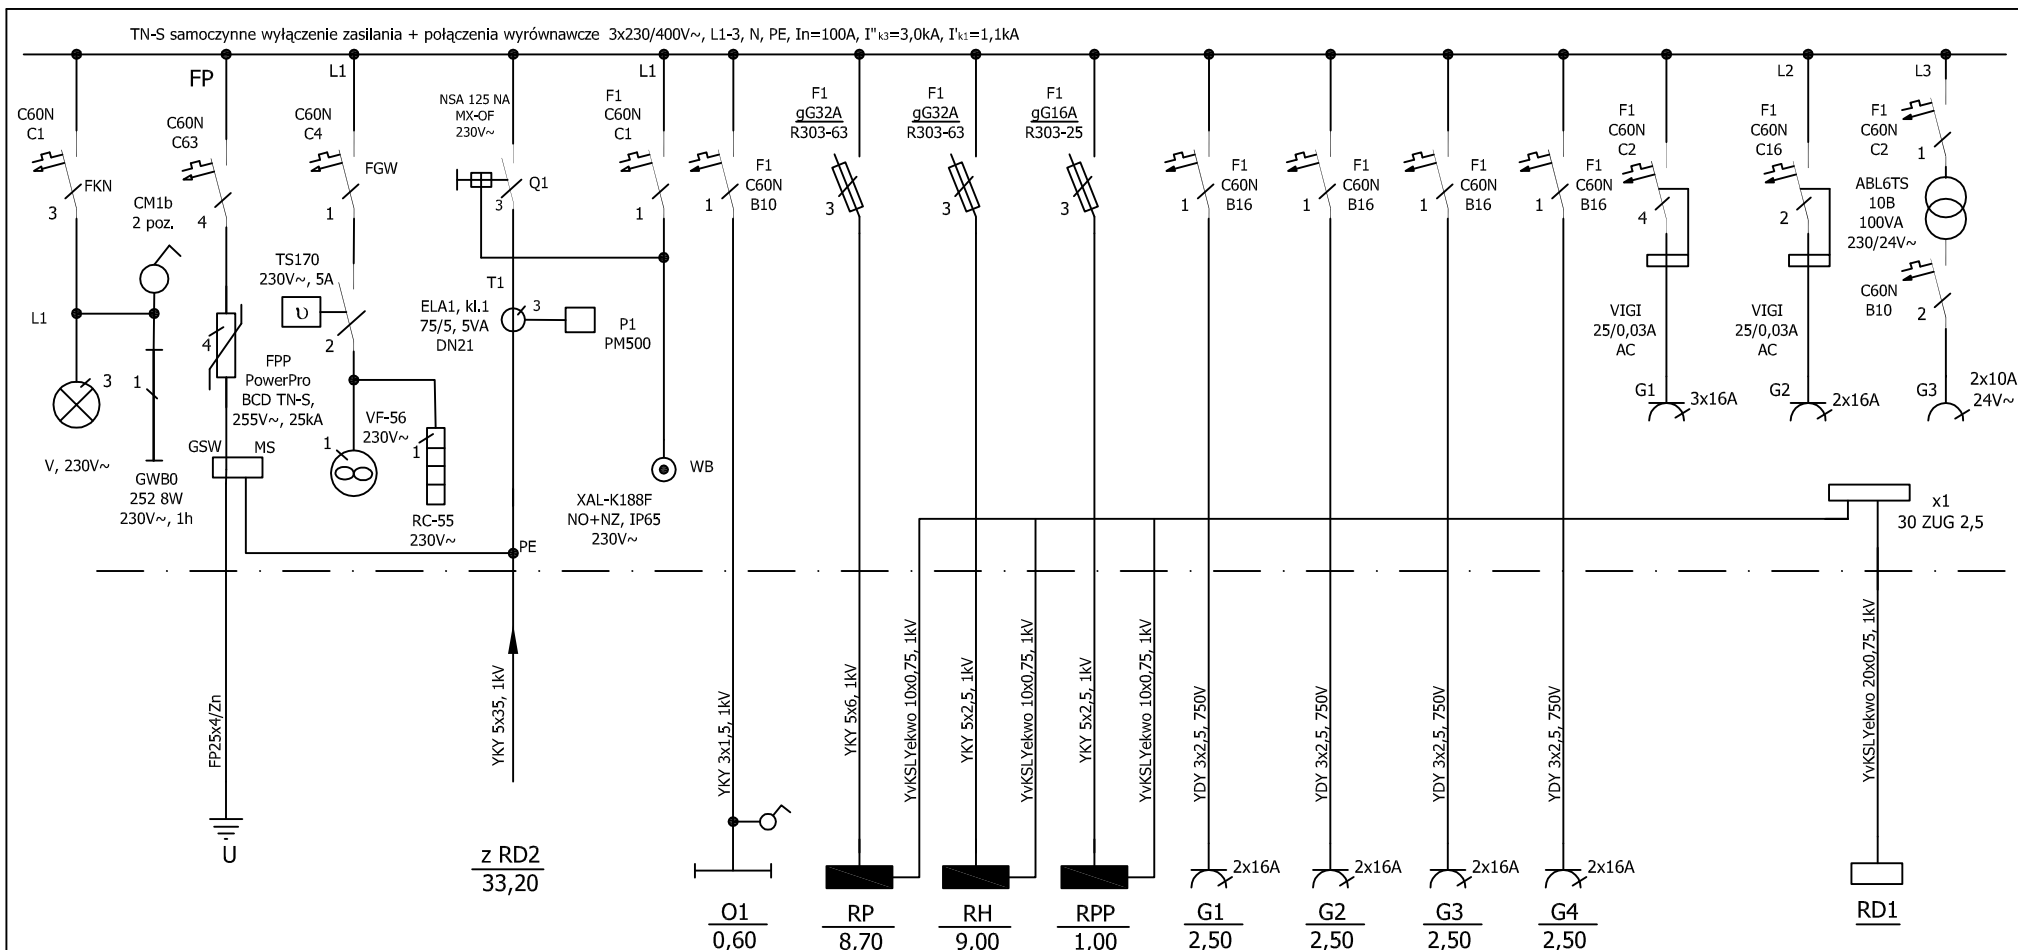 TN-S samoczynne wyłączenie zasilania + połączenia wyrównawcze 3x230/400V~, L1-3, N, PE, In=100A, I"k3=3,0kA, I'k1=1,1kA
C60N
C1
FKN
3
L1
3
V, 230V~
CM1b
2 poz.
1
GWB0
252 8W
230V~, 1h
FP
C60N
C63
4
4
FPP
PowerPro
BCD TN-S,
255V~, 25kA
GSW
MS
FP25x4/Zn
U
L1
C60N
C4
FGW
1
TS170
230V~, 5A
υ
2
VF-56
230V~
1
1
RC-55
230V~
NSA 125 NA
MX-OF
230V~
Q1
3
T1
ELA1, kl.1
75/5, 5VA
DN21
3
P1
PM500
PE
YKY 5x35, 1kV
z RD2
33,20
L1
F1
C60N
C1
1
WB
XAL-K188F
NO+NZ, IP65
230V~
F1
C60N
B10
1
YKY 3x1,5, 1kV
O1
0,60
F1
gG32A
R303-63
3
YKY 5x6, 1kV
YvKSLYekwo 10x0,75, 1kV
RP
8,70
F1
gG32A
R303-63
3
YKY 5x2,5, 1kV
YvKSLYekwo 10x0,75, 1kV
RH
9,00
F1
gG16A
R303-25
3
YKY 5x2,5, 1kV
YvKSLYekwo 10x0,75, 1kV
RPP
1,00
F1
C60N
B16
1
YDY 3x2,5, 750V
2x16A
G1
2,50
F1
C60N
B16
1
YDY 3x2,5, 750V
2x16A
G2
2,50
F1
C60N
B16
1
YDY 3x2,5, 750V
2x16A
G3
2,50
F1
C60N
B16
1
YDY 3x2,5, 750V
2x16A
G4
2,50
F1
C60N
C2
4
VIGI
25/0,03A
AC
G1
3x16A
L2
F1
C60N
C16
2
VIGI
25/0,03A
AC
G2
2x16A
L3
F1
C60N
C2
1
ABL6TS
10B
100VA
230/24V~
C60N
B10
2
G3
2x10A
24V~
x1
30 ZUG 2,5
YvKSLYekwo 20x0,75, 1kV
RD1